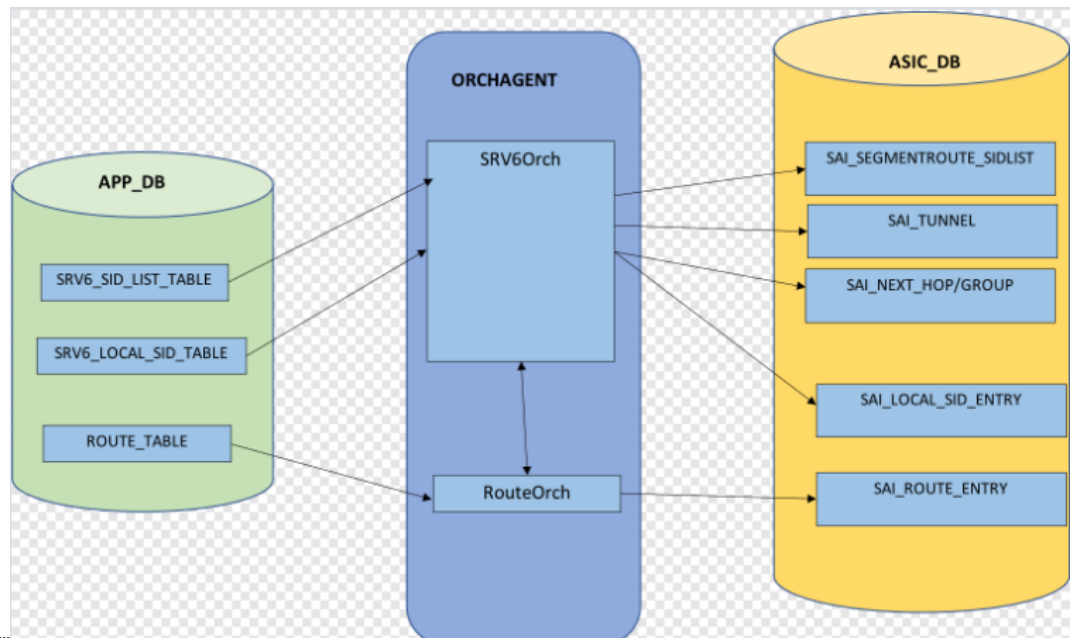 APP_DB
SRV6_SID_LIST_TABLE
SRV6_LOCAL_SID_TABLE
ROUTE_TABLE
ORCHAGENT
SRV6Orch
RouteOrch
ASIC_DB
SAI_SEGMENTROUTE_SIDLIST
SAI_TUNNEL
SAI_NEXT_HOP/GROUP
SAI_LOCAL_SID_ENTRY
SAI_ROUTE_ENTRY